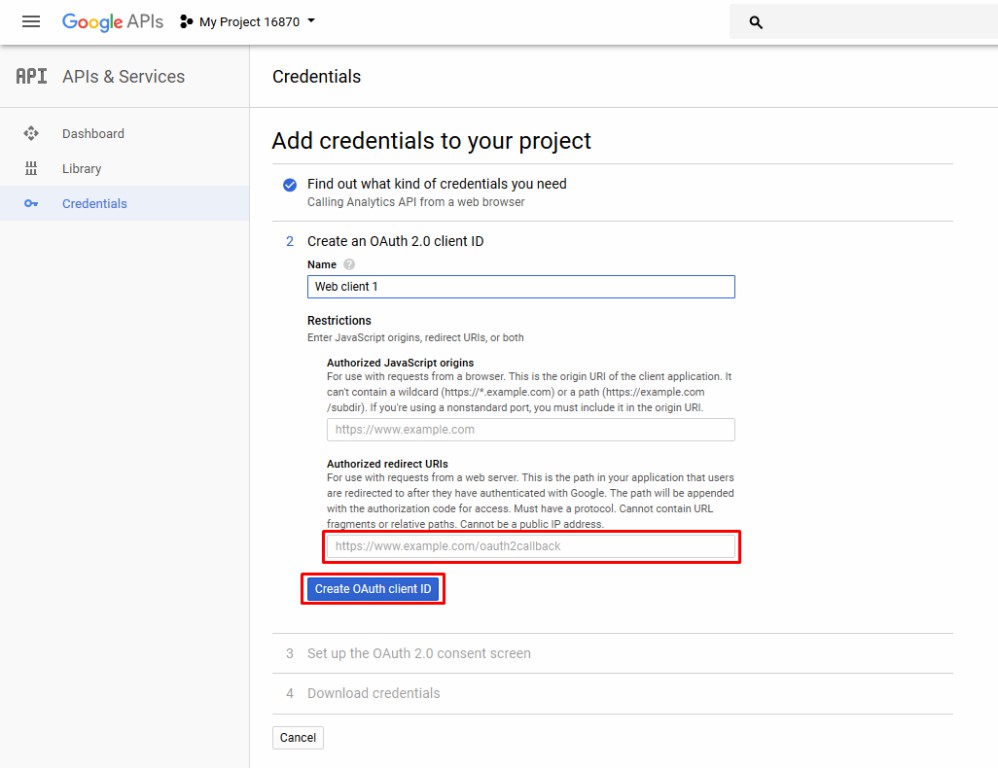 Google APIs My Project 16870
API APIs & Services
Credentials
Dashboard
Library
Credentials
Add credentials to your project
Find out what kind of credentials you need
Calling Analytics API from a web browser
2 Create an OAuth 2.0 client ID
Name ?
Web client 1
Restrictions
Enter JavaScript origins, redirect URIs, or both
Authorized JavaScript origins
For use with requests from a browser. This is the origin URI of the client application. It
can't contain a wildcard (https://*.example.com) or a path (https://example.com
/subdir). If you're using a nonstandard port, you must include it in the origin URI.
https://www.example.com
Authorized redirect URIs
For use with requests from a web server. This is the path in your application that users
are redirected to after they have authenticated with Google. The path will be appended
with the authorization code for access. Must have a protocol. Cannot contain URL
fragments or relative paths. Cannot be a public IP address.
https://www.example.com/oauth2callback
Create OAuth client ID
3 Set up the OAuth 2.0 consent screen
4 Download credentials
Cancel